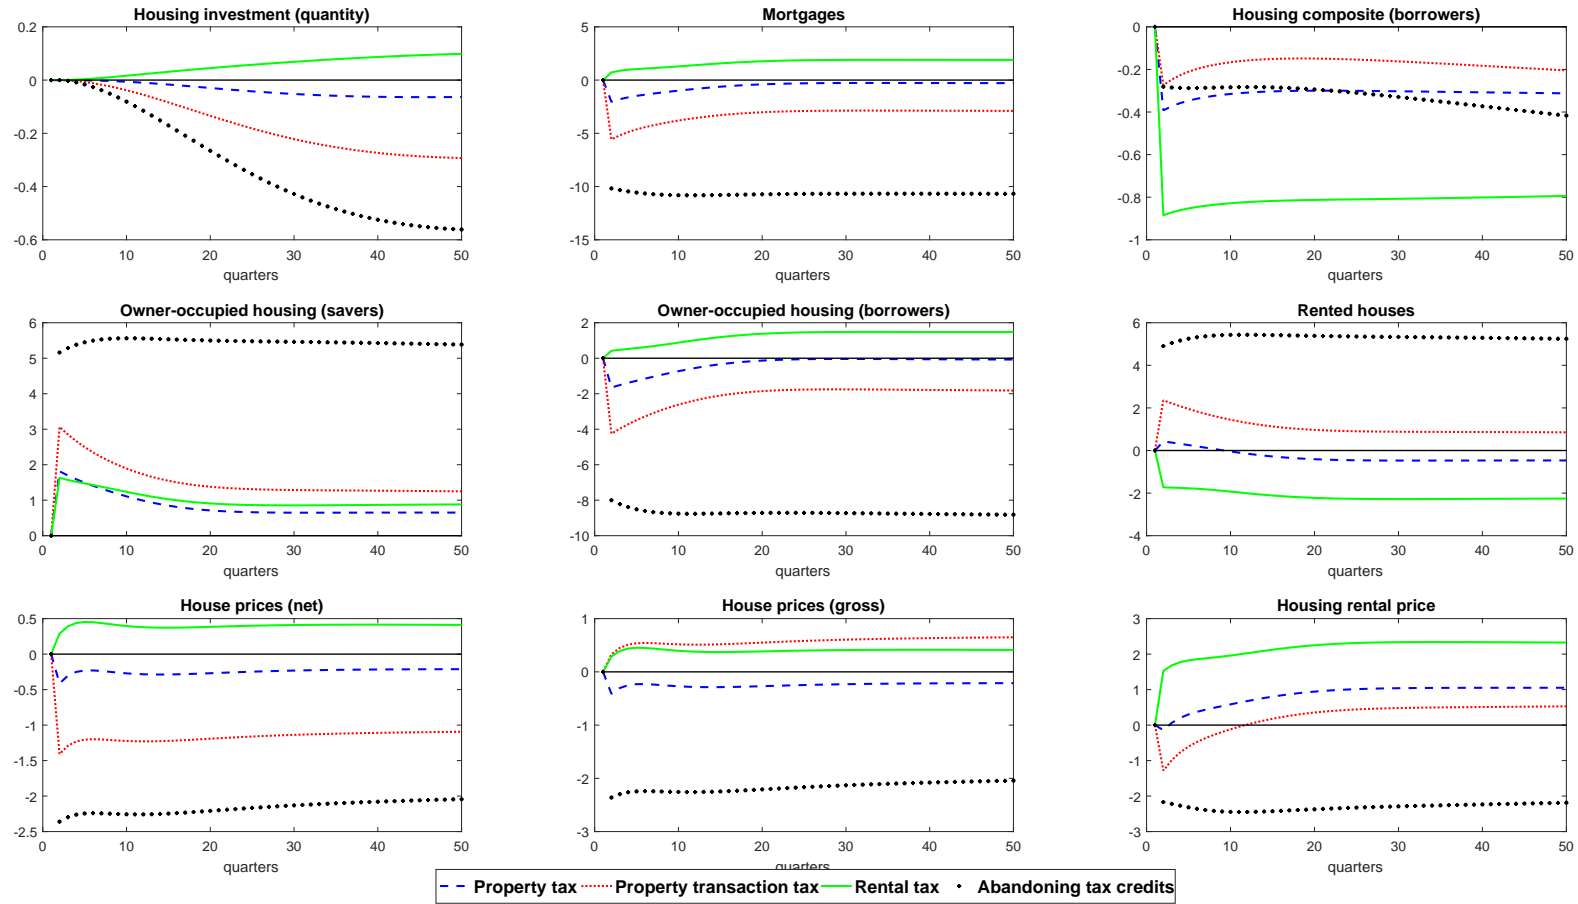 Housing investment (quantity)
0.2
0
-0.2
-0.4
-0.6
0 10 20 30 40 50
quarters
Mortgages
5
0
-5
-10
-15
0 10 20 30 40 50
quarters
Housing composite (borrowers)
0
-0.2
-0.4
-0.6
-0.8
-1
0 10 20 30 40 50
quarters
Owner-occupied housing (savers)
6
5
4
3
2
1
0
0 10 20 30 40 50
quarters
Owner-occupied housing (borrowers)
2
0
-2
-4
-6
-8
-10
0 10 20 30 40 50
quarters
Rented houses
6
4
2
0
-2
-4
0 10 20 30 40 50
quarters
House prices (net)
0.5
0
-0.5
-1
-1.5
-2
-2.5
0 10 20 30 40 50
quarters
House prices (gross)
1
0
-1
-2
-3
0 10 20 30 40 50
quarters
Housing rental price
3
2
1
0
-1
-2
-3
0 10 20 30 40 50
quarters
Property tax Property transaction tax Rental tax Abandoning tax credits